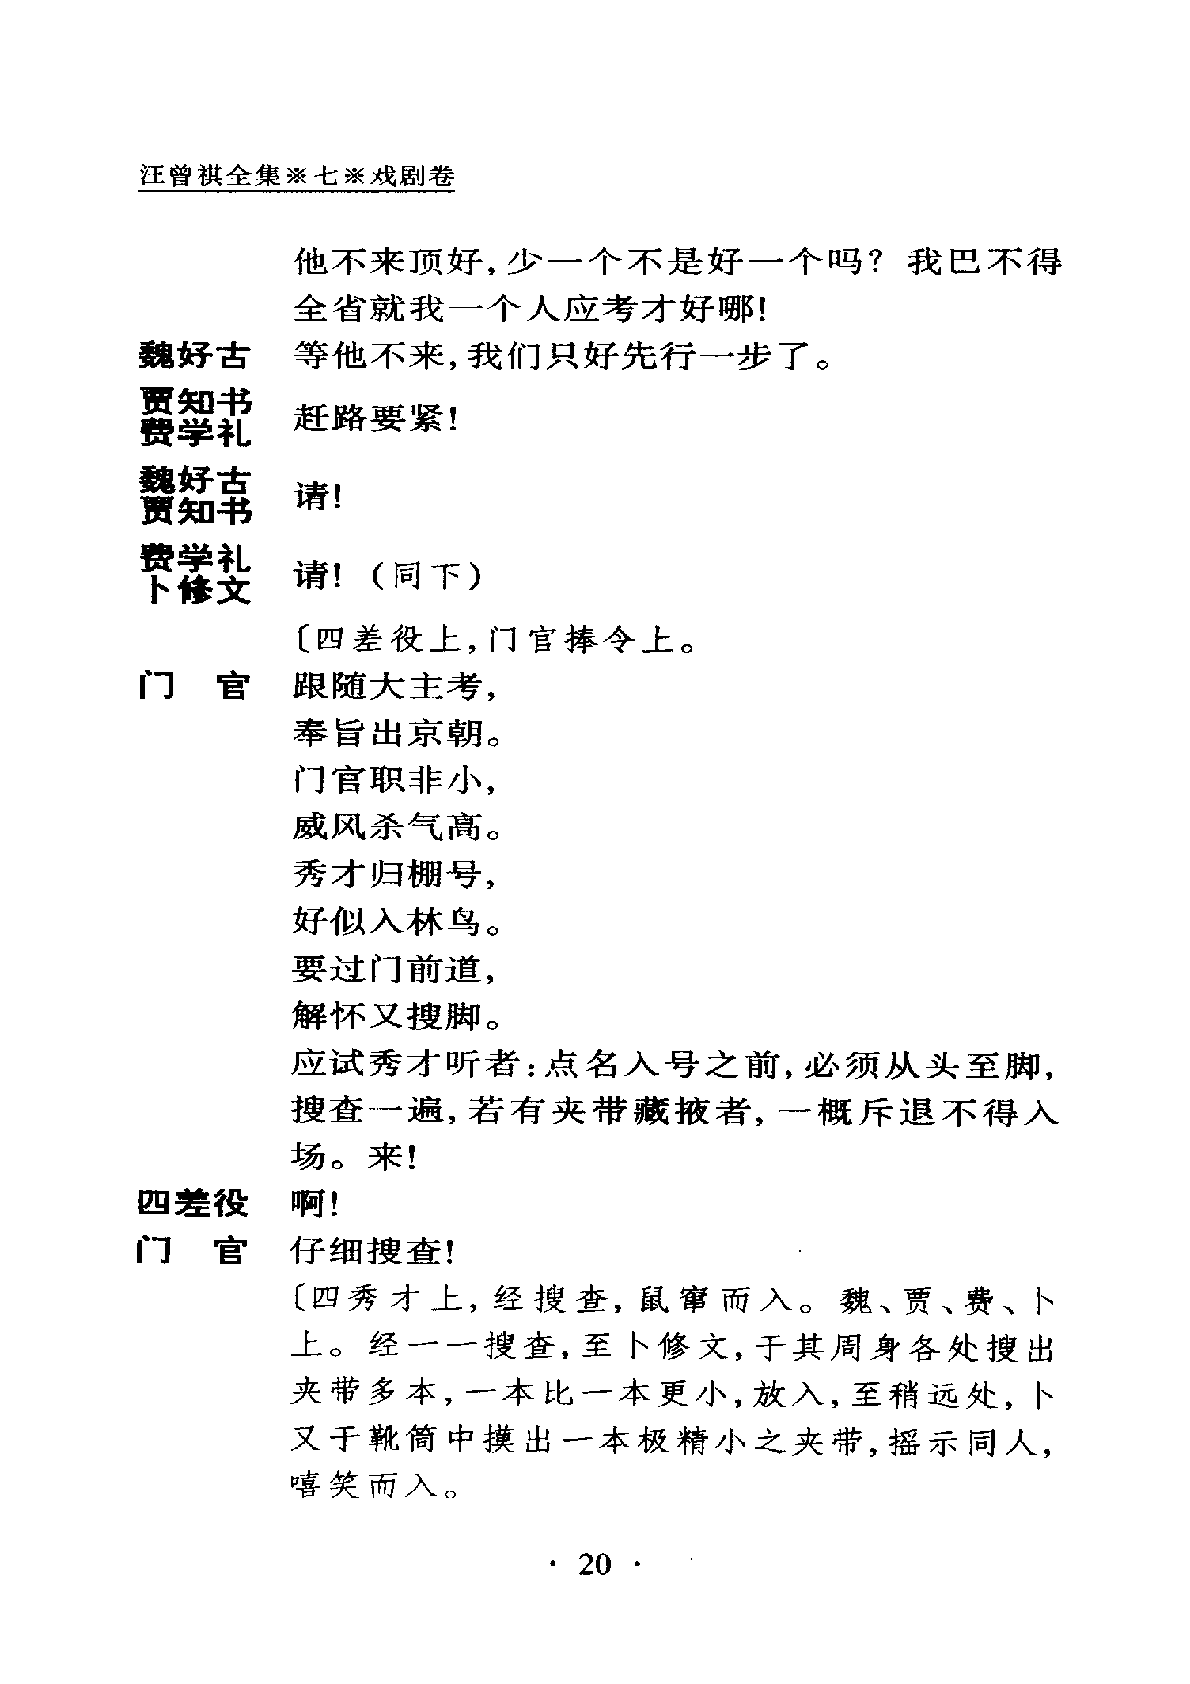 汪曾祺全集※七※戏剧卷
他不来顶好,少一个不是好一个吗? 我巴不得
全省就我一个人应考才好哪!
魏好古 等他不来,我们只好先行一步了。
贾知书
费学礼 赶路要紧!
魏好古
贾知书 请!
费学礼
卜修文 请!(同下)
〔四差役上,门官捧令上。
门 官 跟随大主考,
奉旨出京朝。
门官职非小,
威风杀气高。
秀才归棚号,
好似入林鸟。
要过门前道,
解怀又搜脚。
应试秀才听者:点名入号之前,必须从头至脚,
搜查一遍,若有夹带藏掖者,一概斥退不得入
场。来!
四差役 啊!
门 官 仔细搜查!
〔四秀才上,经搜查,鼠窜而入。魏、贾、费、卜
上。经一一搜查,至卜修文,于其周身各处搜出
夹带多本,一本比一本更小,放入,至稍远处,卜
又于靴筒中摸出一本极精小之夹带,摇示同人,
嘻笑而入。
· 20 ·